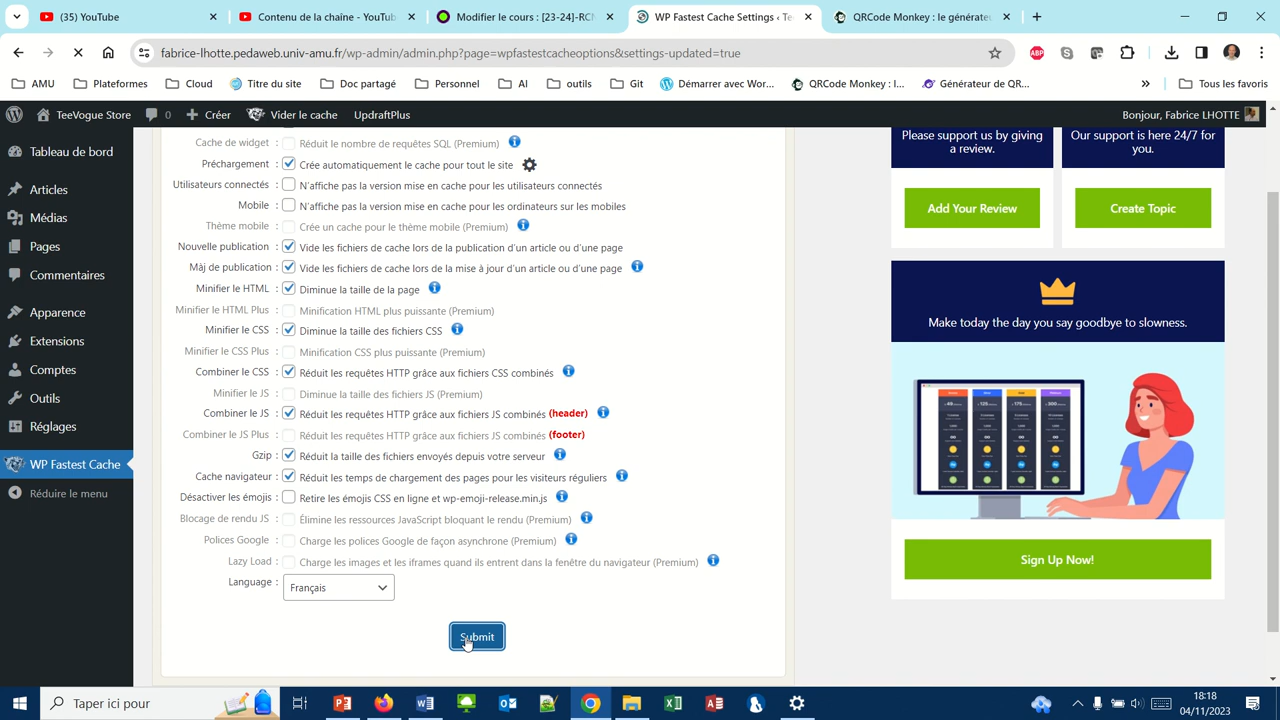 (35) YouTube
Contenu de la chaîne - YouTub
Modifier le cours : [23-24]-RCM
WP Fastest Cache Settings ‹ Tee
QRCode Monkey : le générateu
fabrice-lhotte.pedaweb.univ-amu.fr/wp-admin/admin.php?page=wpfastestcacheoptions&settings-updated=true
AMU
Plateformes
Cloud
Titre du site
Doc partagé
Personnel
AI
outils
Git
Démarrer avec Wor...
QRCode Monkey : l...
Générateur de QR...
»
Tous les favoris
TeeVogue Store
0
Créer
Vider le cache
UpdraftPlus
Bonjour, Fabrice LHOTTE
Tableau de bord
Articles
Médias
Pages
Commentaires
Apparence
Extensions
Comptes
Outils
Réglages
WP Fastest Cache
Réduire le menu
Cache de widget : Réduit le nombre de requêtes SQL (Premium)
Préchargement : Crée automatiquement le cache pour tout le site
Utilisateurs connectés : N'affiche pas la version mise en cache pour les utilisateurs connectés
Mobile : N'affiche pas la version mise en cache pour les ordinateurs sur les mobiles
Thème mobile : Crée un cache pour le thème mobile (Premium)
Nouvelle publication : Vide les fichiers de cache lors de la publication d'un article ou d'une page
Màj de publication : Vide les fichiers de cache lors de la mise à jour d'un article ou d'une page
Minifier le HTML : Diminue la taille de la page
Minifier le HTML Plus : Minification HTML plus puissante (Premium)
Minifier le CSS : Diminue la taille des fichiers CSS
Minifier le CSS Plus : Minification CSS plus puissante (Premium)
Combiner le CSS : Réduit les requêtes HTTP grâce aux fichiers CSS combinés
Minifier le JS : Diminue la taille des fichiers JS (Premium)
Combiner le JS : Réduit les requêtes HTTP grâce aux fichiers JS combinés (header)
Combiner le JS Plus : Réduit les requêtes HTTP grâce aux fichiers JS combinés (footer)
Gzip : Réduit la taille des fichiers envoyés depuis votre serveur
Cache navigateur : Réduit les temps de chargement des pages pour les visiteurs réguliers
Désactiver les émojis : Retire les émojis CSS en ligne et wp-emoji-release.min.js
Blocage de rendu JS : Élimine les ressources JavaScript bloquant le rendu (Premium)
Polices Google : Charge les polices Google de façon asynchrone (Premium)
Lazy Load : Charge les images et les iframes quand ils entrent dans la fenêtre du navigateur (Premium)
Language : Français
Submit
Please support us by giving
a review.
Add Your Review
Our support is here 24/7 for
you.
Create Topic
Make today the day you say goodbye to slowness.
Sign Up Now!
Taper ici pour
18:18
04/11/2023